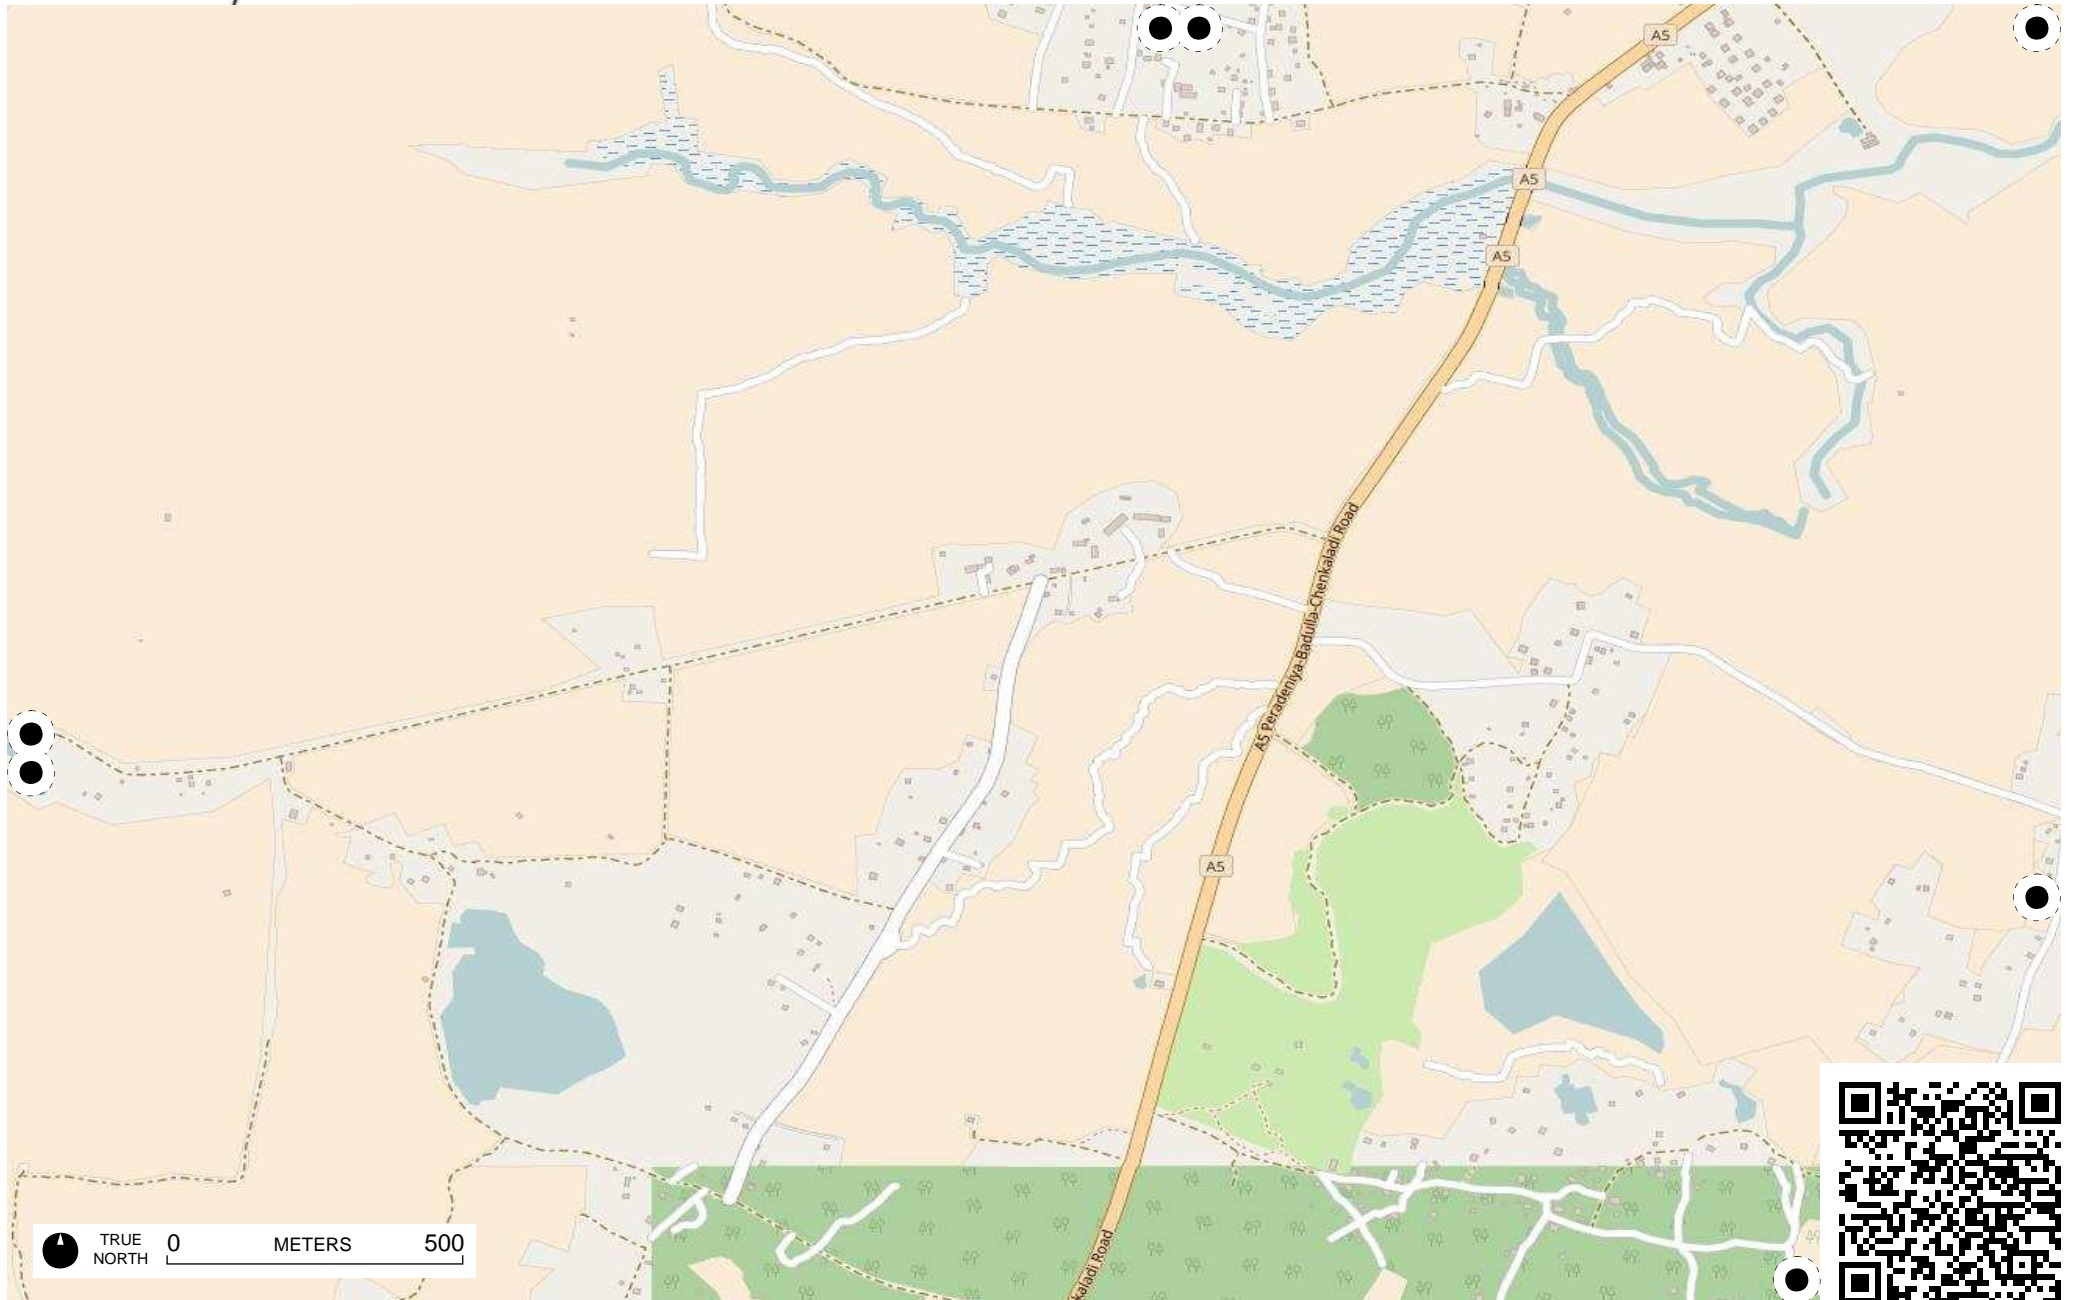 A5
A5
A5
A5 Peradeniya-Badulla-Chenkaladi Road
A5
kaladi Road
TRUE
NORTH
0 METERS 500